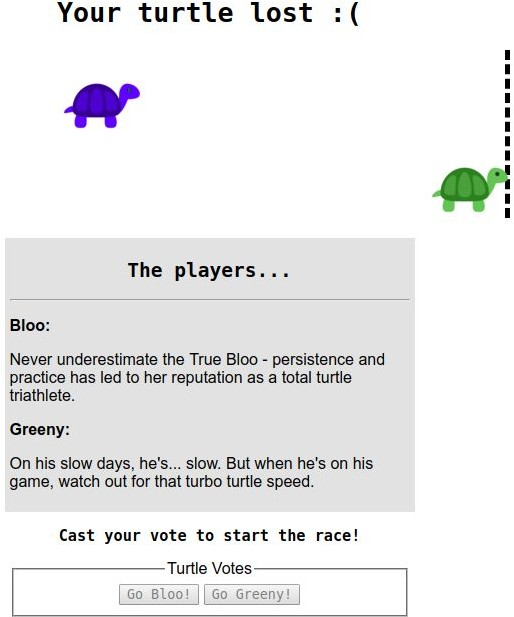 Your turtle lost :(
The players...
Bloo:
Never underestimate the True Bloo - persistence and
practice has led to her reputation as a total turtle
triathlete.
Greeny:
On his slow days, he's... slow. But when he's on his
game, watch out for that turbo turtle speed.
Cast your vote to start the race!
Turtle Votes
Go Bloo! Go Greeny!